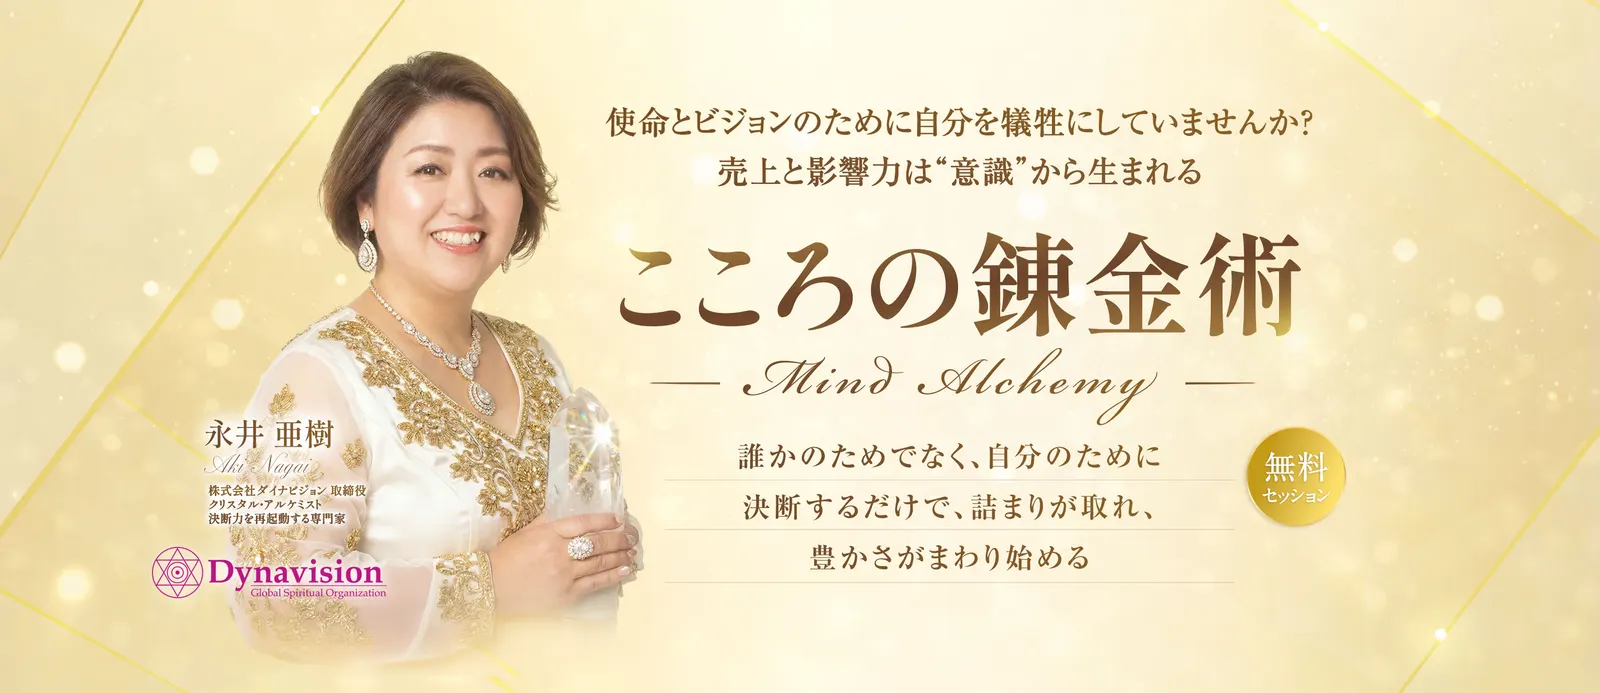 使命とビジョンのために自分を犠牲にしていませんか?
売上と影響力は“意識”から生まれる
こころの錬金術
Mind Alchemy
誰かのためでなく、自分のために
決断するだけで、詰まりが取れ、
豊かさがまわり始める
無料
セッション
永井 亜樹
Aki Nagai
株式会社ダイナビジョン 取締役
クリスタル・アルケミスト
決断力を再起動する専門家
Dynavision
Global Spiritual Organization